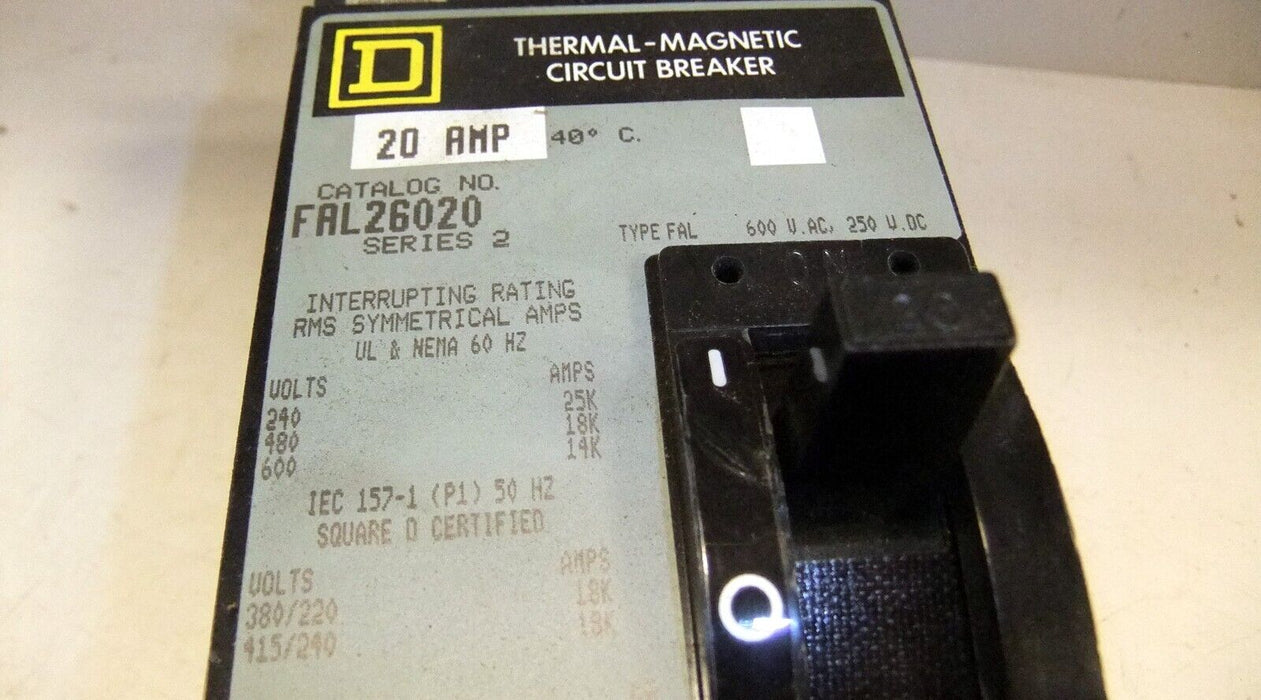 D
THERMAL-MAGNETIC
CIRCUIT BREAKER
20 AMP 40° C.
CATALOG NO.
FAL26020
SERIES 2
TYPE FAL 600 V.AC, 250 V.DC
ON
20
INTERRUPTING RATING
RMS SYMMETRICAL AMPS
UL & NEMA 60 HZ
VOLTS AMPS
240 25K
480 18K
600 14K
IEC 157-1 (P1) 50 HZ
SQUARE D CERTIFIED
VOLTS AMPS
380/220 18K
415/240 18K